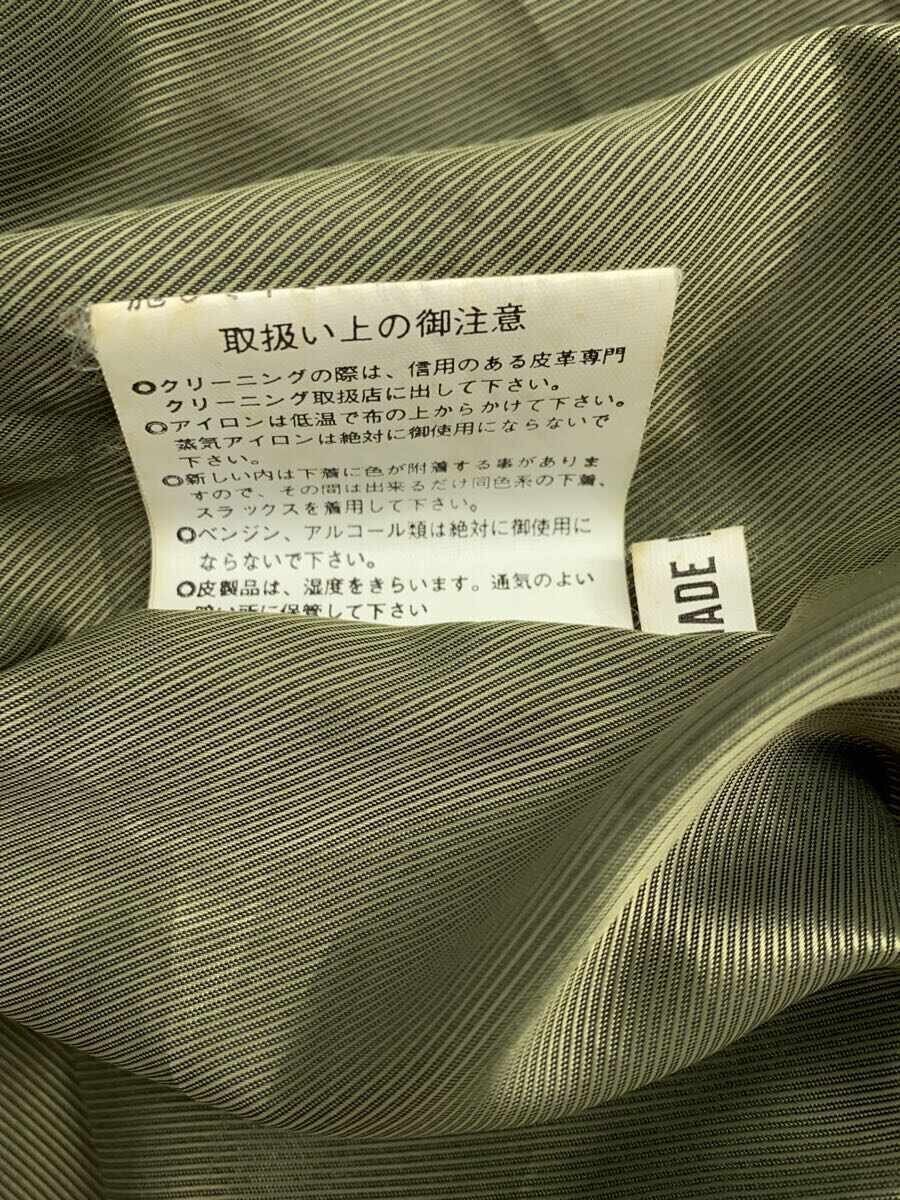 取扱い上の御注意
◎クリーニングの際は、信用のある皮革専門
クリーニング取扱店に出して下さい。
◎アイロンは低温で布の上からかけて下さい。
蒸気アイロンは絶対に御使用にならないで
下さい。
◎新しい内は下着に色が附着する事がありま
すので、その間は出来るだけ同色系の下着、
スラックスを着用して下さい。
◎ベンジン、アルコール類は絶対に御使用に
ならないで下さい。
◎皮製品は、湿度をきらいます。通気のよい
暗い所に保管して下さい
ADE